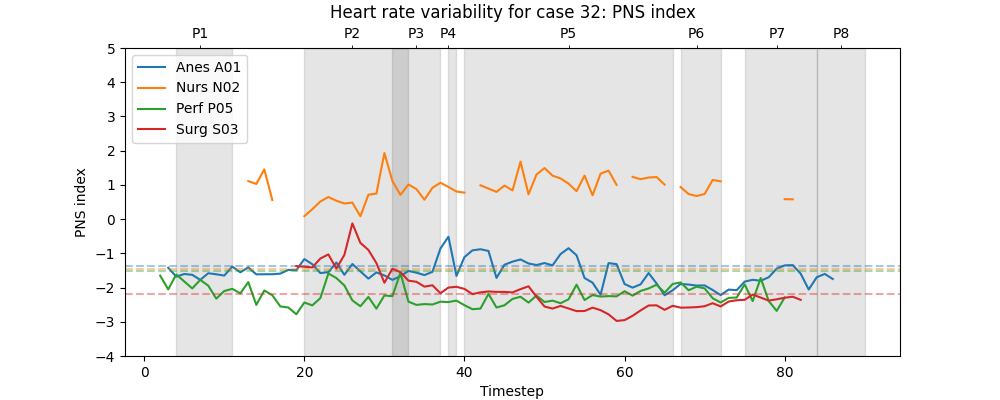 Heart rate variability for case 32: PNS index
P1 P2 P3 P4 P5 P6 P7 P8
Anes A01
Nurs N02
Perf P05
Surg S03
PNS index
5
4
3
2
1
0
−1
−2
−3
−4
0 20 40 60 80
Timestep